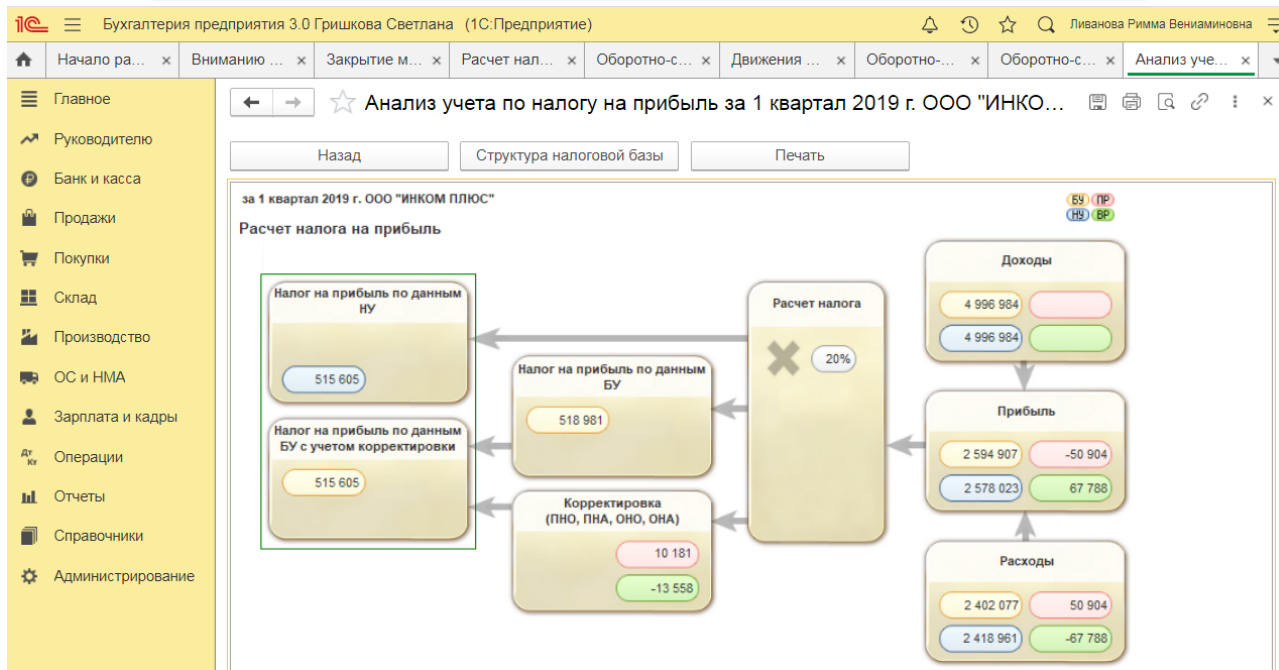 1С Бухгалтерия предприятия 3.0 Гришкова Светлана (1С:Предприятие) Ливанова Римма Вениаминовна
Начало ра... × Вниманию ... × Закрытие м... × Расчет нал... × Оборотно-с... × Движения ... × Оборотно-... × Оборотно-с... × Анализ уче... ×
Главное
Руководителю
Банк и касса
Продажи
Покупки
Склад
Производство
ОС и НМА
Зарплата и кадры
Дт Кт Операции
Отчеты
Справочники
Администрирование
Анализ учета по налогу на прибыль за 1 квартал 2019 г. ООО "ИНКО...
Назад Структура налоговой базы Печать
за 1 квартал 2019 г. ООО "ИНКОМ ПЛЮС"
БУ ПР
НУ ВР
Расчет налога на прибыль
Налог на прибыль по данным
НУ
515 605
Налог на прибыль по данным
БУ с учетом корректировки
515 605
Налог на прибыль по данным
БУ
518 981
Корректировка
(ПНО, ПНА, ОНО, ОНА)
10 181
-13 558
Расчет налога
20%
Доходы
4 996 984
4 996 984
Прибыль
2 594 907 -50 904
2 578 023 67 788
Расходы
2 402 077 50 904
2 418 961 -67 788